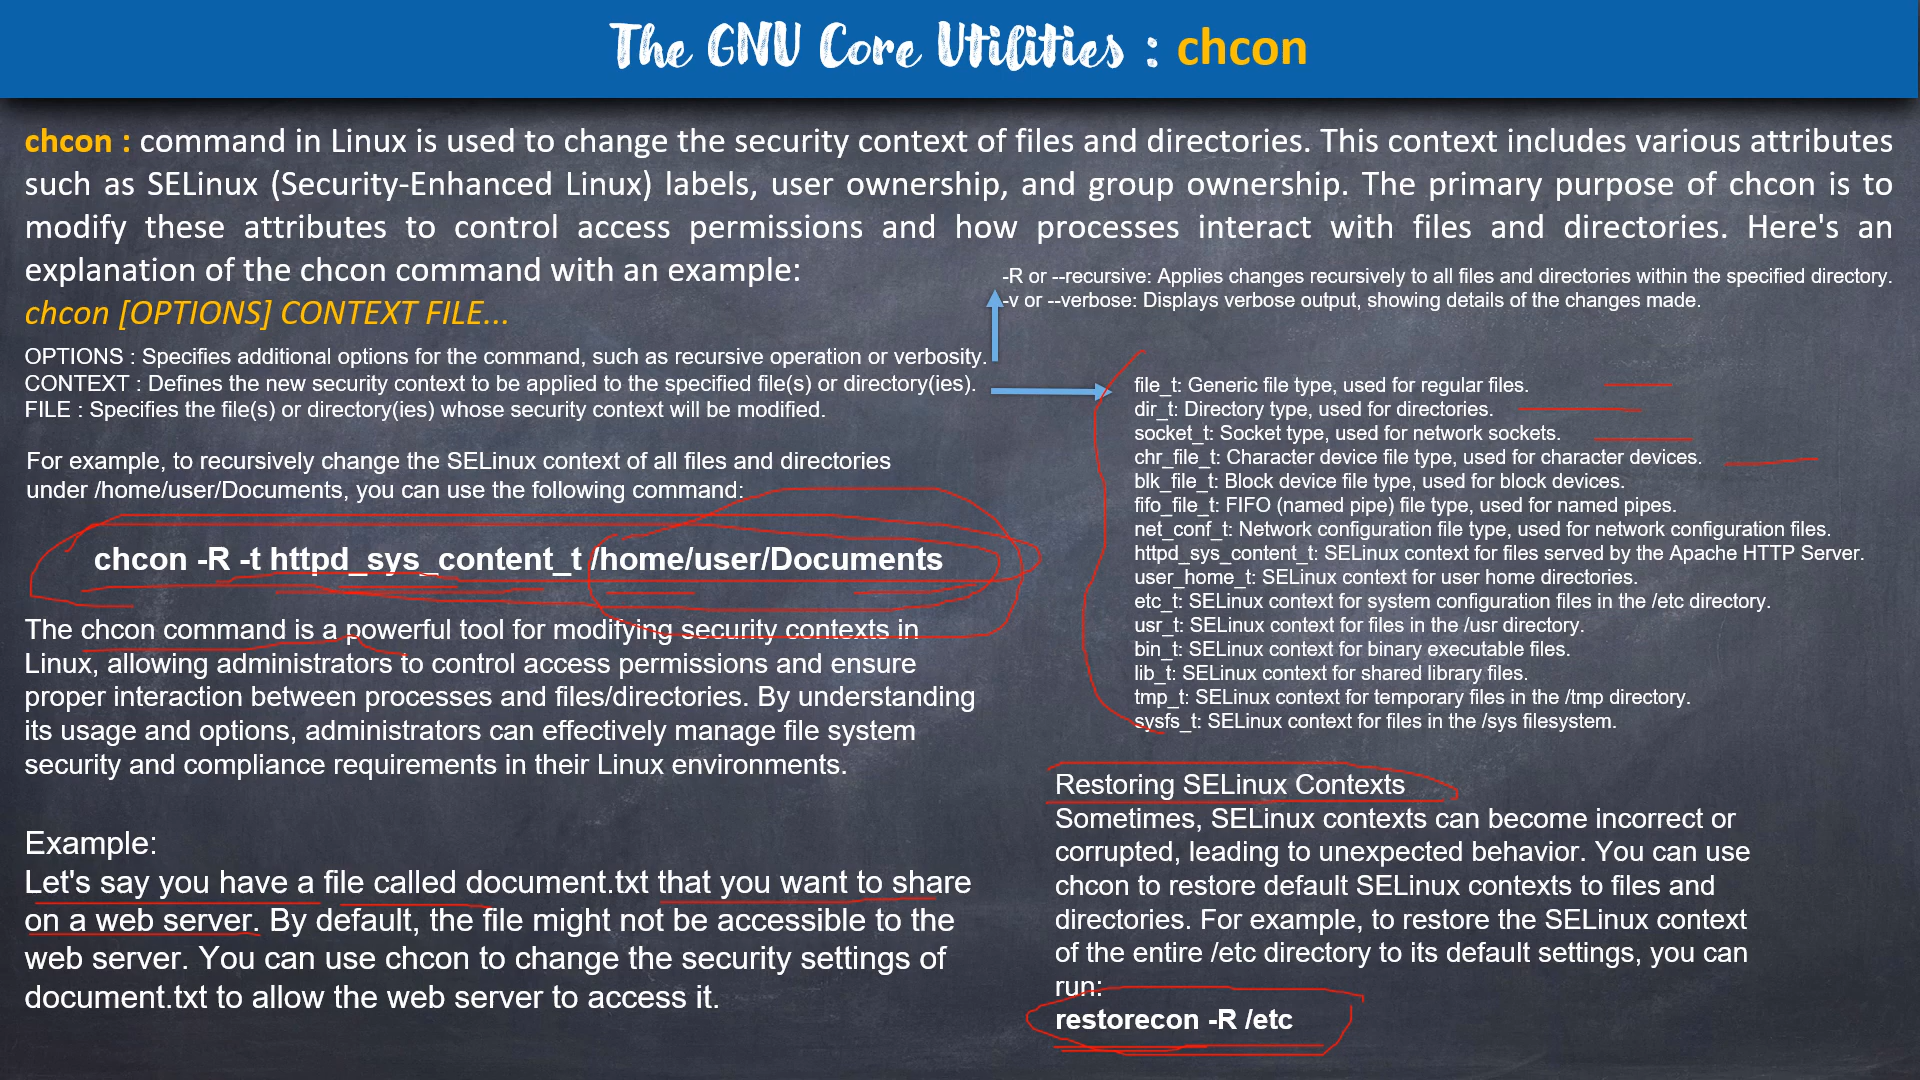 The GNU Core Utilities : chcon
chcon : command in Linux is used to change the security context of files and directories. This context includes various attributes
such as SELinux (Security-Enhanced Linux) labels, user ownership, and group ownership. The primary purpose of chcon is to
modify these attributes to control access permissions and how processes interact with files and directories. Here's an
explanation of the chcon command with an example:
chcon [OPTIONS] CONTEXT FILE...
-R or --recursive: Applies changes recursively to all files and directories within the specified directory.
-v or --verbose: Displays verbose output, showing details of the changes made.
OPTIONS : Specifies additional options for the command, such as recursive operation or verbosity.
CONTEXT : Defines the new security context to be applied to the specified file(s) or directory(ies).
FILE : Specifies the file(s) or directory(ies) whose security context will be modified.
For example, to recursively change the SELinux context of all files and directories
under /home/user/Documents, you can use the following command:
chcon -R -t httpd_sys_content_t /home/user/Documents
The chcon command is a powerful tool for modifying security contexts in
Linux, allowing administrators to control access permissions and ensure
proper interaction between processes and files/directories. By understanding
its usage and options, administrators can effectively manage file system
security and compliance requirements in their Linux environments.
Example:
Let's say you have a file called document.txt that you want to share
on a web server. By default, the file might not be accessible to the
web server. You can use chcon to change the security settings of
document.txt to allow the web server to access it.
file_t: Generic file type, used for regular files.
dir_t: Directory type, used for directories.
socket_t: Socket type, used for network sockets.
chr_file_t: Character device file type, used for character devices.
blk_file_t: Block device file type, used for block devices.
fifo_file_t: FIFO (named pipe) file type, used for named pipes.
net_conf_t: Network configuration file type, used for network configuration files.
httpd_sys_content_t: SELinux context for files served by the Apache HTTP Server.
user_home_t: SELinux context for user home directories.
etc_t: SELinux context for system configuration files in the /etc directory.
usr_t: SELinux context for files in the /usr directory.
bin_t: SELinux context for binary executable files.
lib_t: SELinux context for shared library files.
tmp_t: SELinux context for temporary files in the /tmp directory.
sysfs_t: SELinux context for files in the /sys filesystem.
Restoring SELinux Contexts
Sometimes, SELinux contexts can become incorrect or
corrupted, leading to unexpected behavior. You can use
chcon to restore default SELinux contexts to files and
directories. For example, to restore the SELinux context
of the entire /etc directory to its default settings, you can
run:
restorecon -R /etc